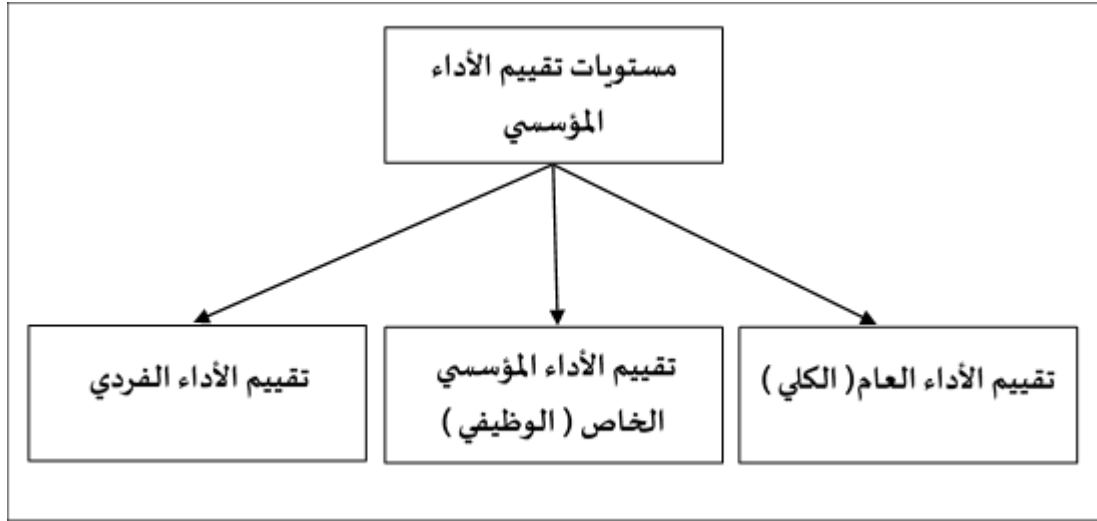 مستويات تقييم الأداء
المؤسسي
تقييم الأداء العام( الكلي )
تقييم الأداء المؤسسي
الخاص ( الوظيفي )
تقييم الأداء الفردي